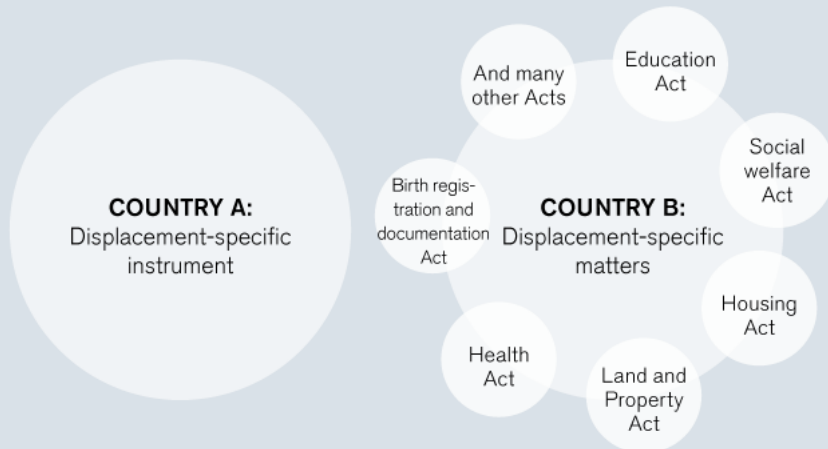 COUNTRY A:
Displacement-specific
instrument
And many
other Acts
Education
Act
Social
welfare
Act
Birth regis-
tration and
documentation
Act
COUNTRY B:
Displacement-specific
matters
Housing
Act
Health
Act
Land and
Property
Act